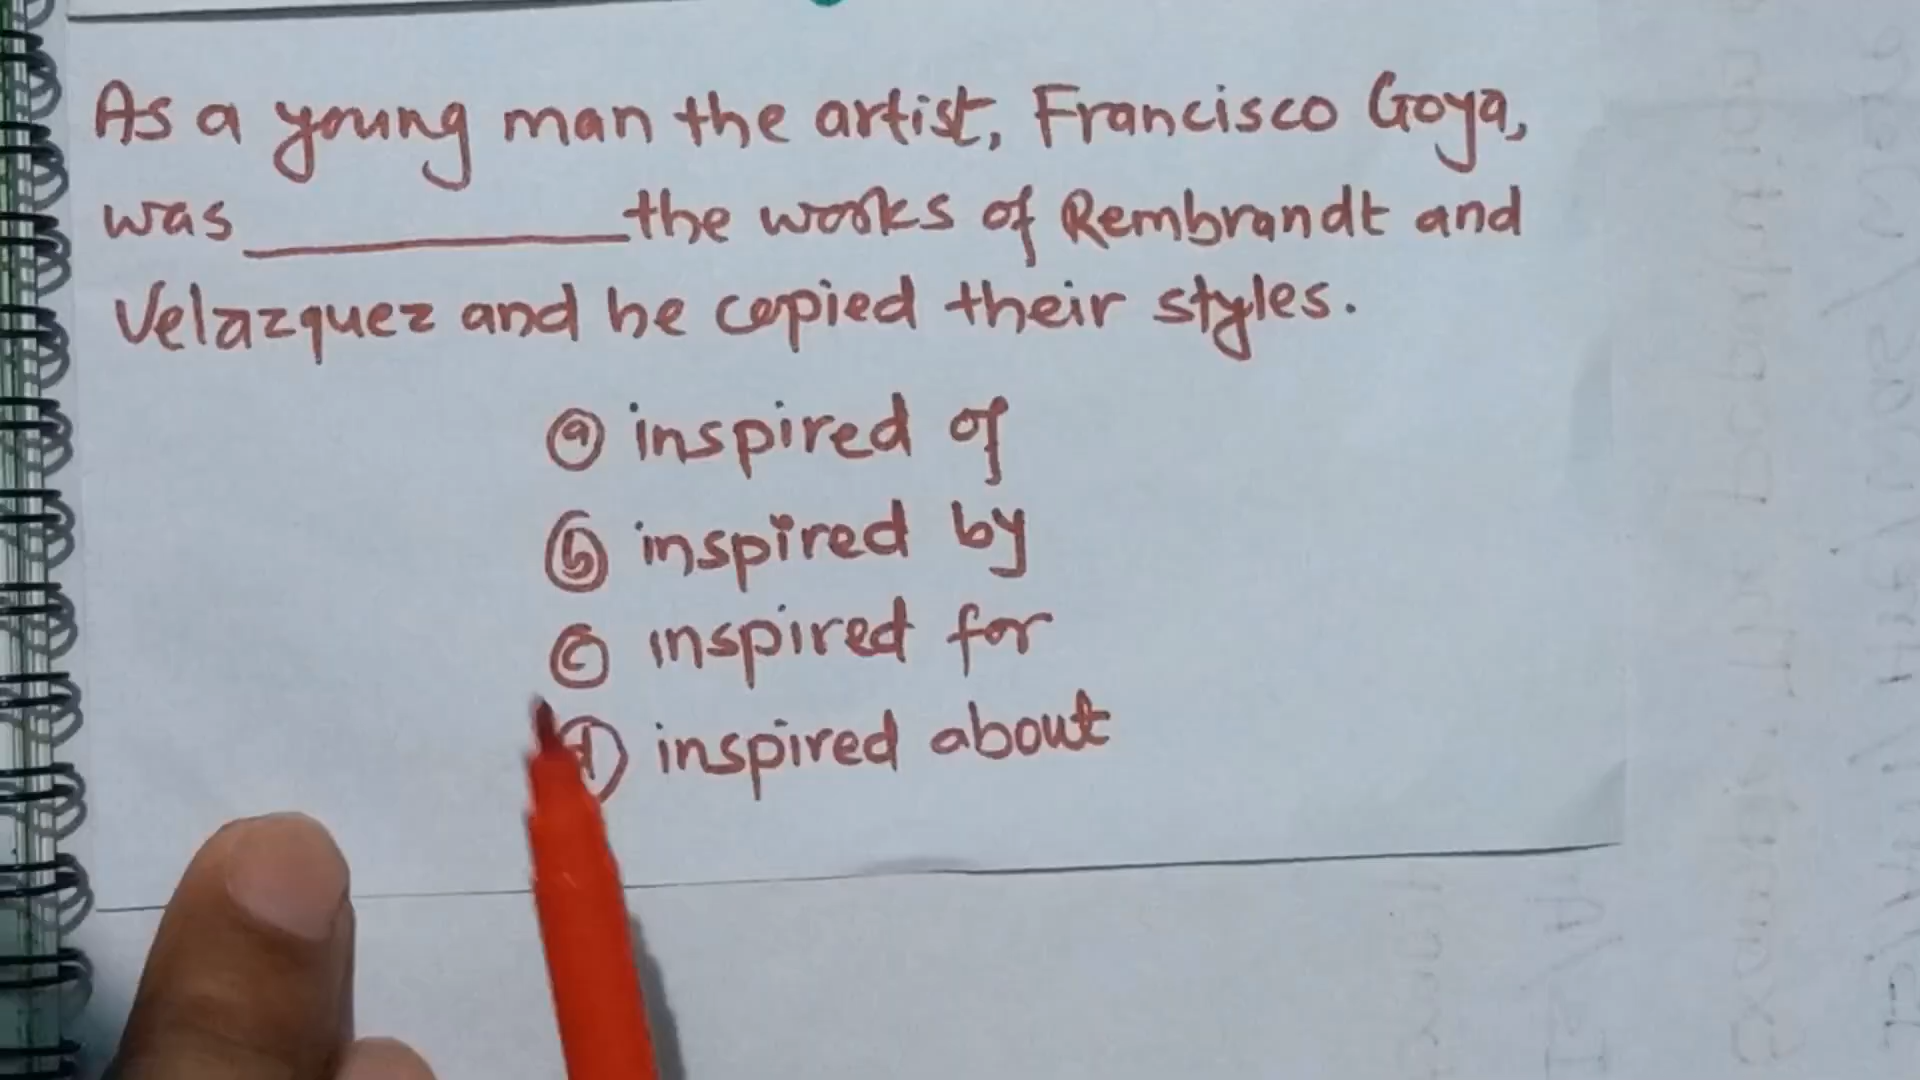 As a young man the artist, Francisco Goya,
was __________ the works of Rembrandt and
Velazquez and he copied their styles.
ⓐ inspired of
ⓑ inspired by
ⓒ inspired for
ⓓ inspired about